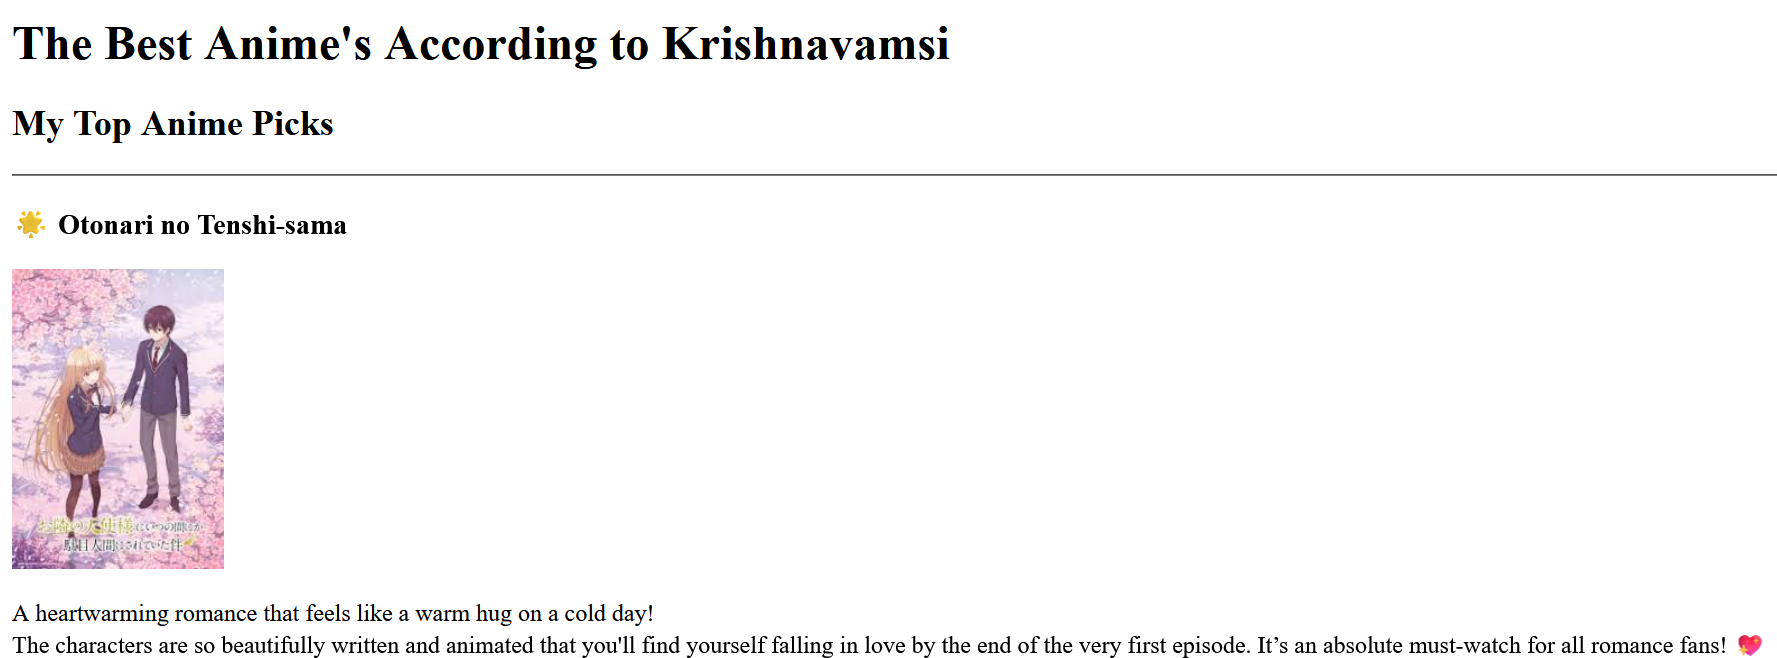 The Best Anime's According to Krishnavamsi
My Top Anime Picks
🌟 Otonari no Tenshi-sama
お隣の天使様にいつの間にか
駄目人間にされていた件
A heartwarming romance that feels like a warm hug on a cold day!
The characters are so beautifully written and animated that you'll find yourself falling in love by the end of the very first episode. It’s an absolute must-watch for all romance fans! 💖